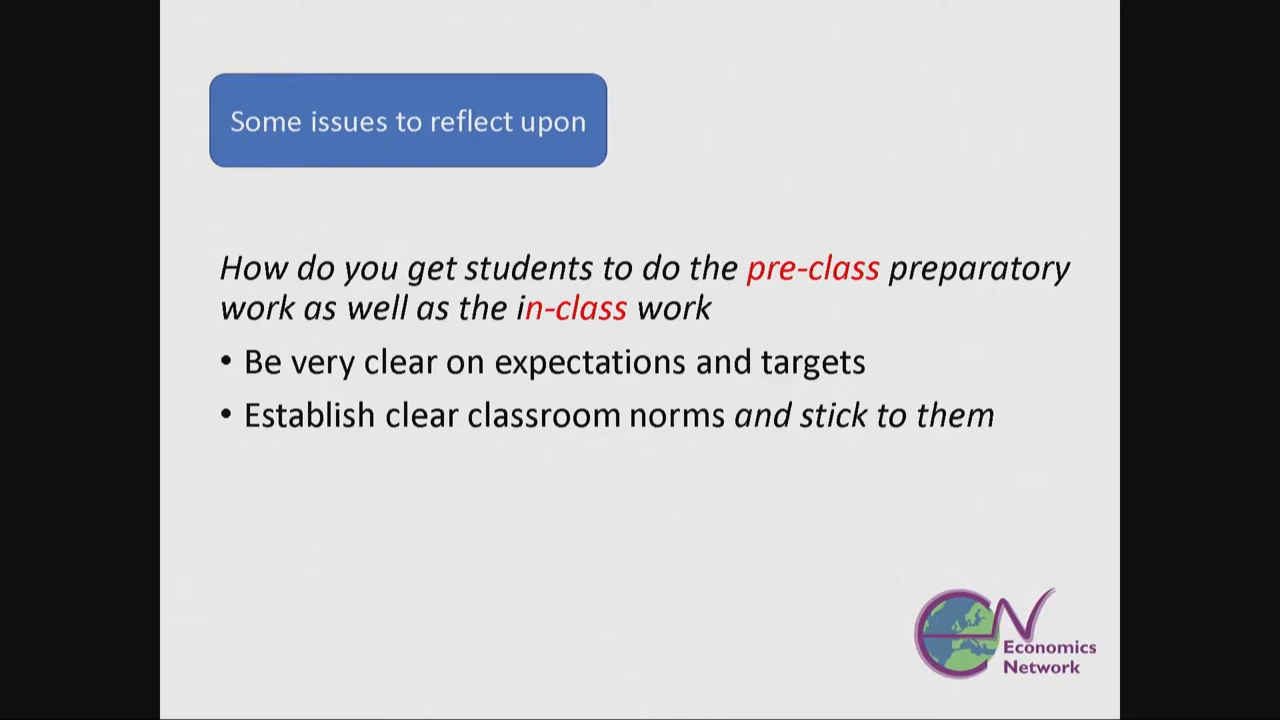 Some issues to reflect upon
How do you get students to do the pre-class preparatory
work as well as the in-class work
• Be very clear on expectations and targets
• Establish clear classroom norms and stick to them
Economics
Network